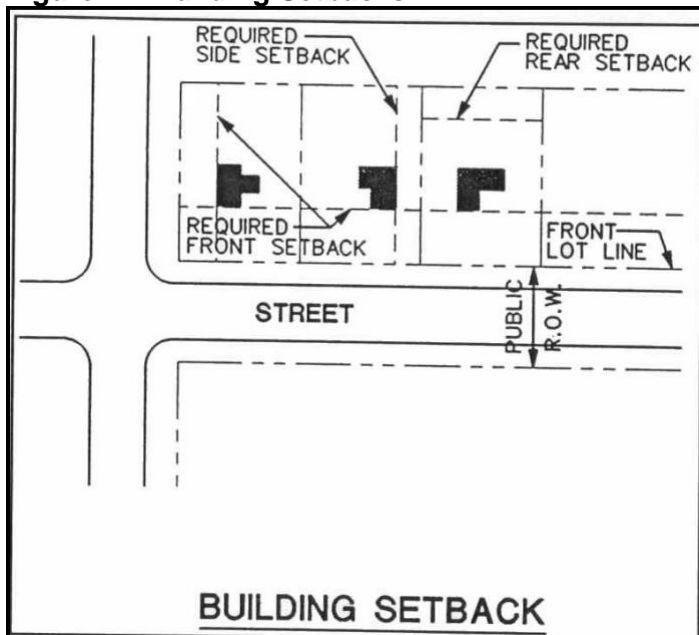 REQUIRED
SIDE SETBACK
REQUIRED
REAR SETBACK
REQUIRED
FRONT SETBACK
FRONT
LOT LINE
STREET
PUBLIC
R.O.W.
BUILDING SETBACK